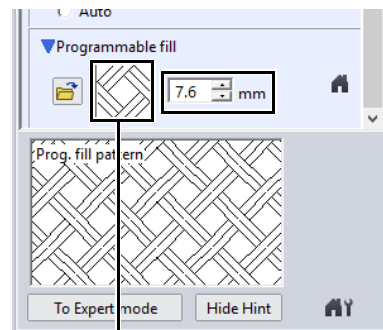 Auto
Programmable fill
7.6 mm
Prog. fill pattern
To Expert mode Hide Hint